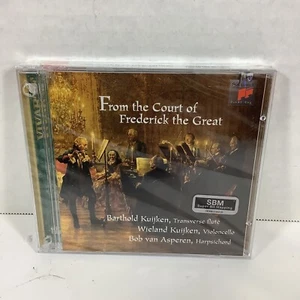 VIVARTE
From the Court of
Frederick the Great
SBM
Barthold Kuijken, Transverse flute
Wieland Kuijken, Violoncello
Bob van Asperen, Harpsichord